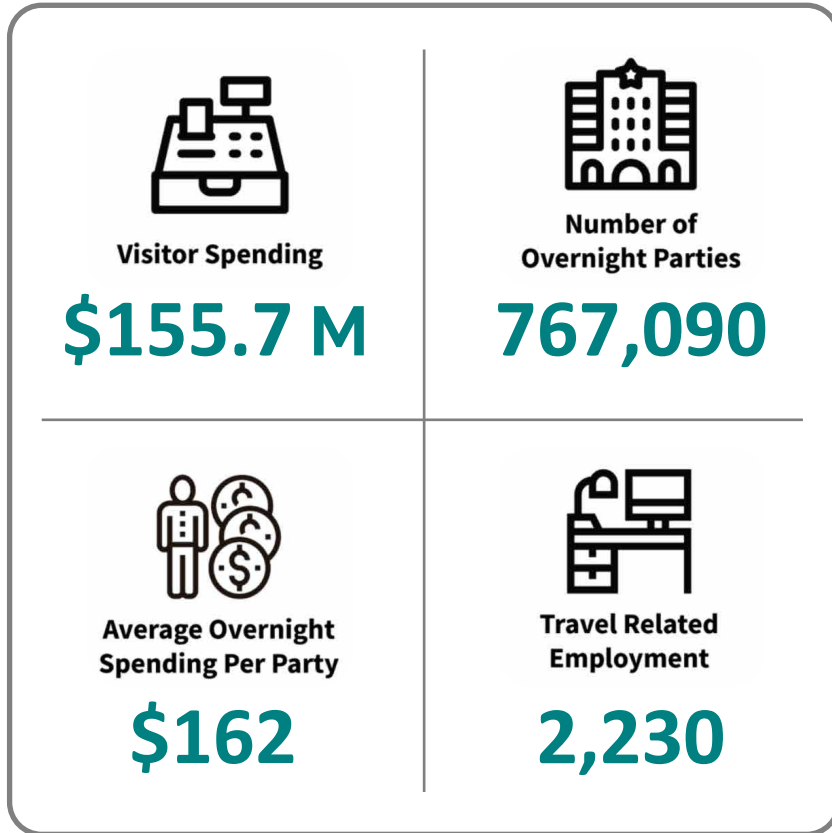 Visitor Spending
$155.7 M
Number of
Overnight Parties
767,090
Average Overnight
Spending Per Party
$162
Travel Related
Employment
2,230